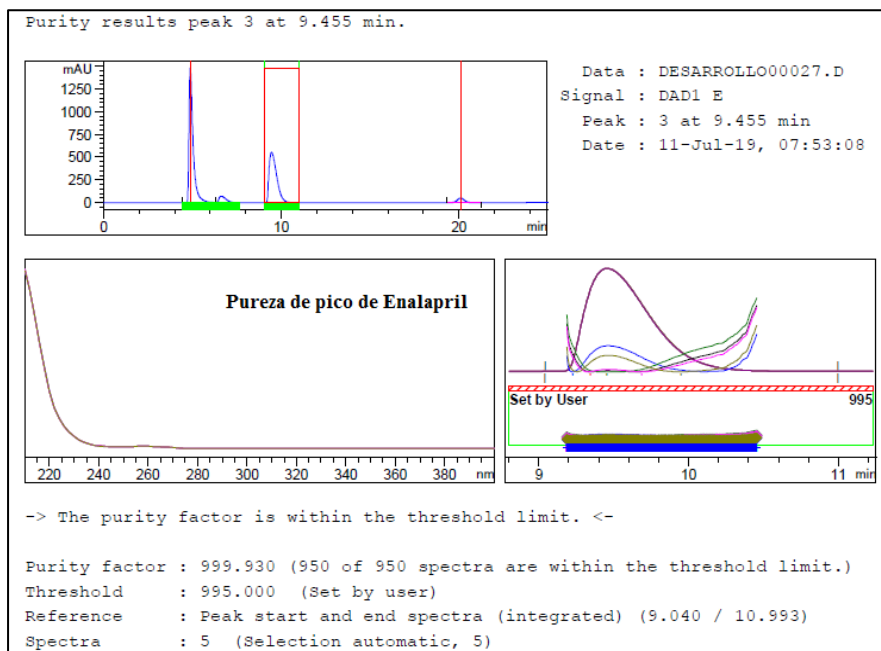 Purity results peak 3 at 9.455 min.
mAU
1250
1000
750
500
250
0
0 10 20 min
Data : DESARROLLO00027.D
Signal : DAD1 E
Peak : 3 at 9.455 min
Date : 11-Jul-19, 07:53:08
Pureza de pico de Enalapril
220 240 260 280 300 320 340 360 380 nm
Set by User 995
9 10 11 min
-> The purity factor is within the threshold limit. <-
Purity factor : 999.930 (950 of 950 spectra are within the threshold limit.)
Threshold : 995.000 (Set by user)
Reference : Peak start and end spectra (integrated) (9.040 / 10.993)
Spectra : 5 (Selection automatic, 5)